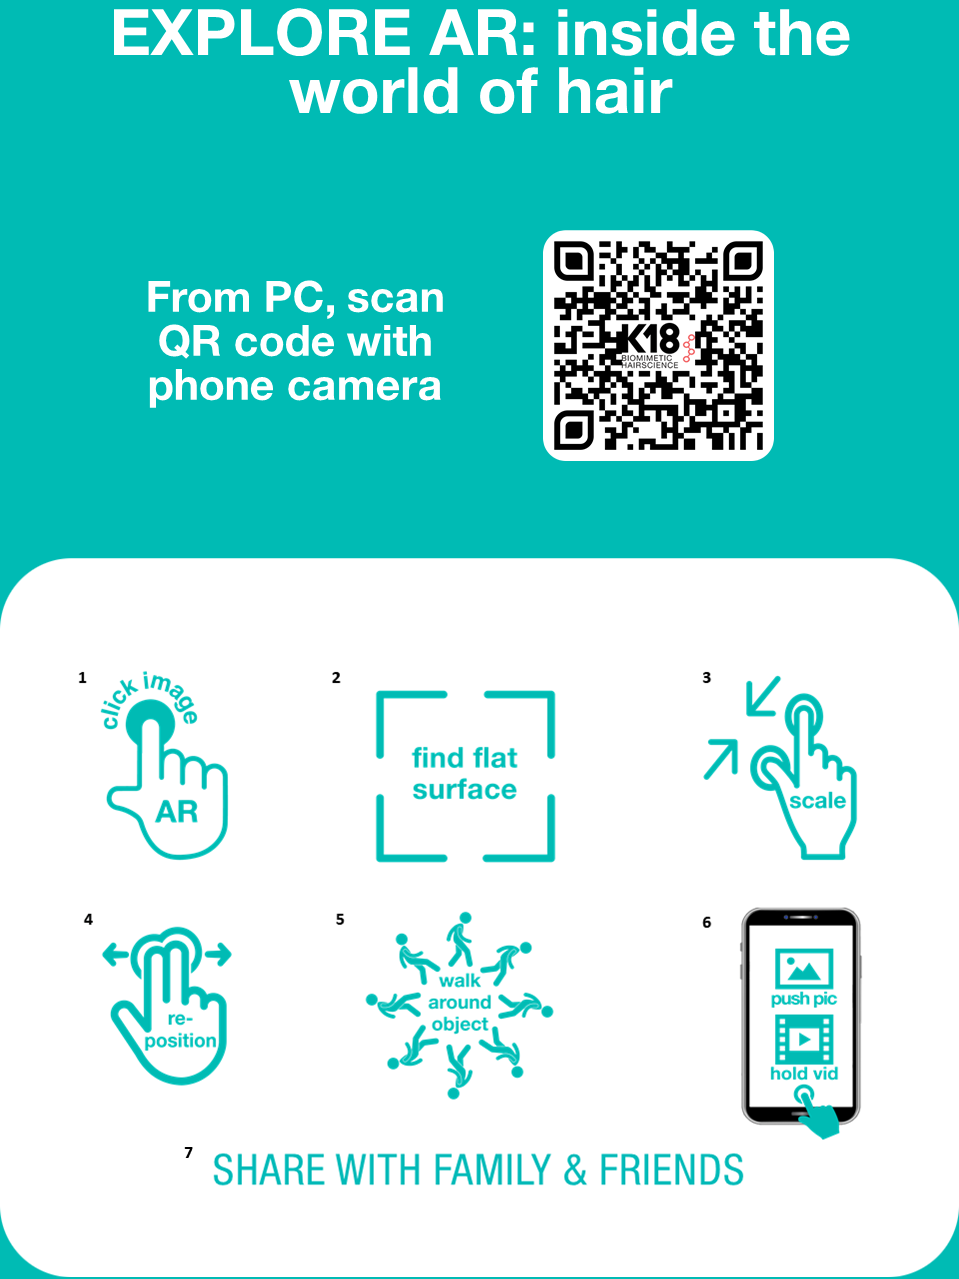 EXPLORE AR: inside the
world of hair
From PC, scan
QR code with
phone camera
K18
BIOMIMETIC
HAIRSCIENCE
1
click image
AR
2
find flat
surface
3
scale
4
re-
position
5
walk
around
object
6
push pic
hold vid
7
SHARE WITH FAMILY & FRIENDS